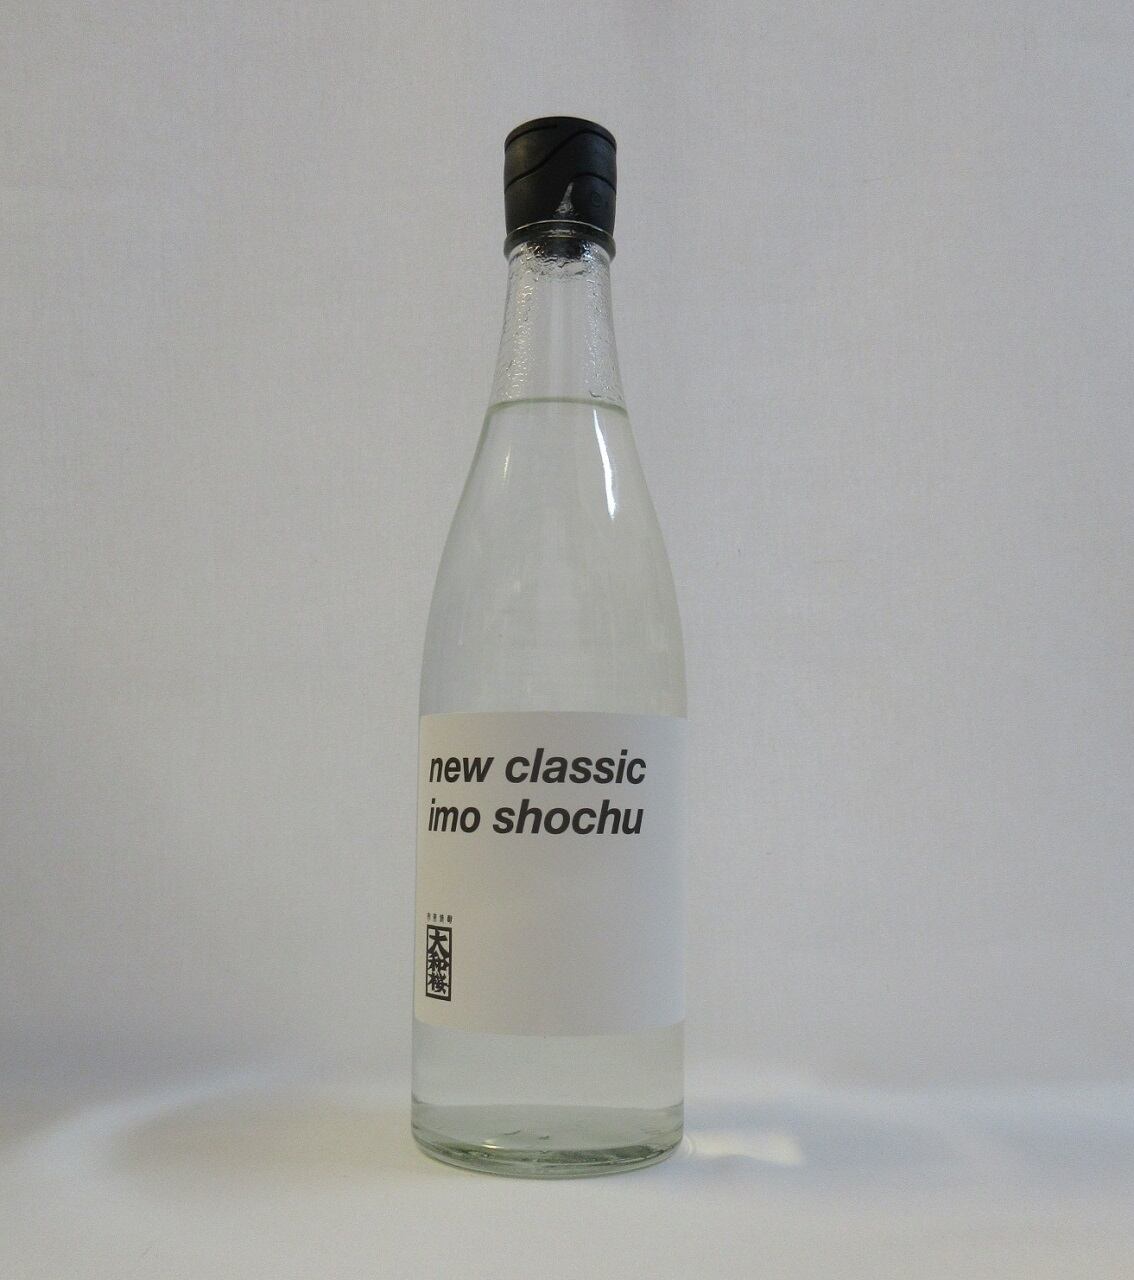 new classic
imo shochu
大和桜